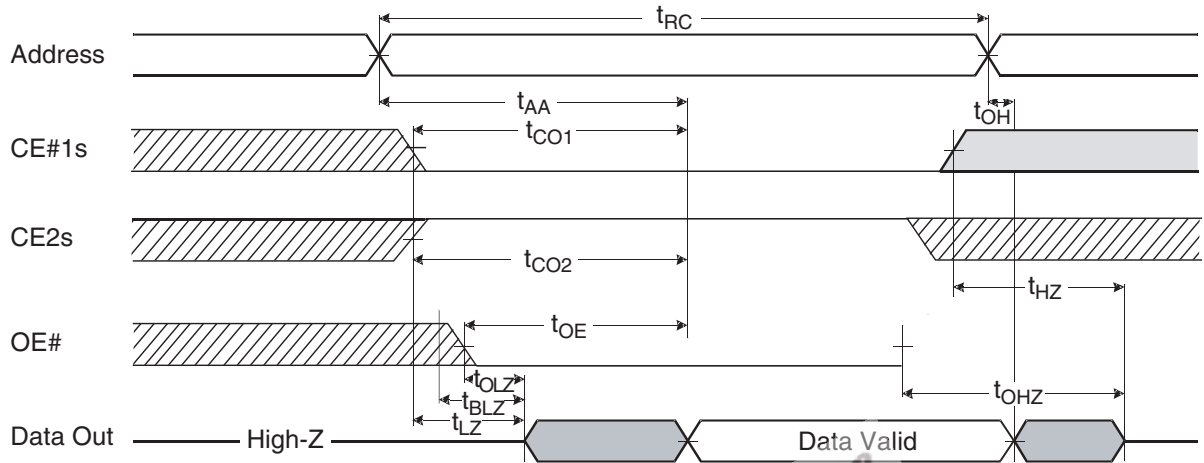 tRC
Address
tAA
tOH
CE#1s
tCO1
CE2s
tCO2
tHZ
OE#
tOE
tOLZ
tOHZ
tBLZ
tLZ
Data Out
High-Z
Data Valid